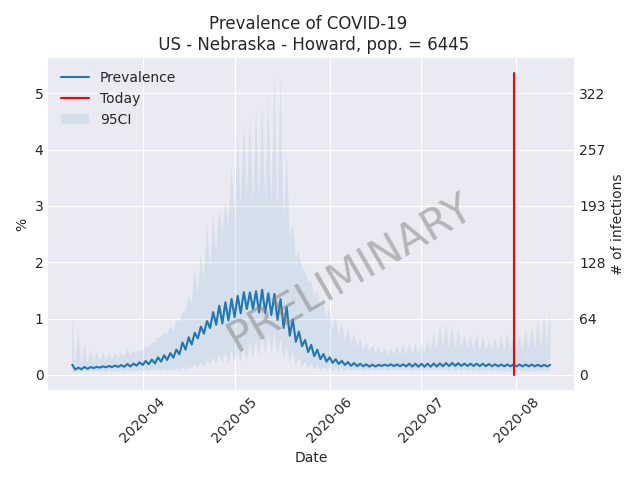 Prevalence of COVID-19
US - Nebraska - Howard, pop. = 6445
Prevalence
Today
95CI
PRELIMINARY
%
5
4
3
2
1
0
322
257
193
128
64
0
# of infections
2020-04
2020-05
2020-06
2020-07
2020-08
Date